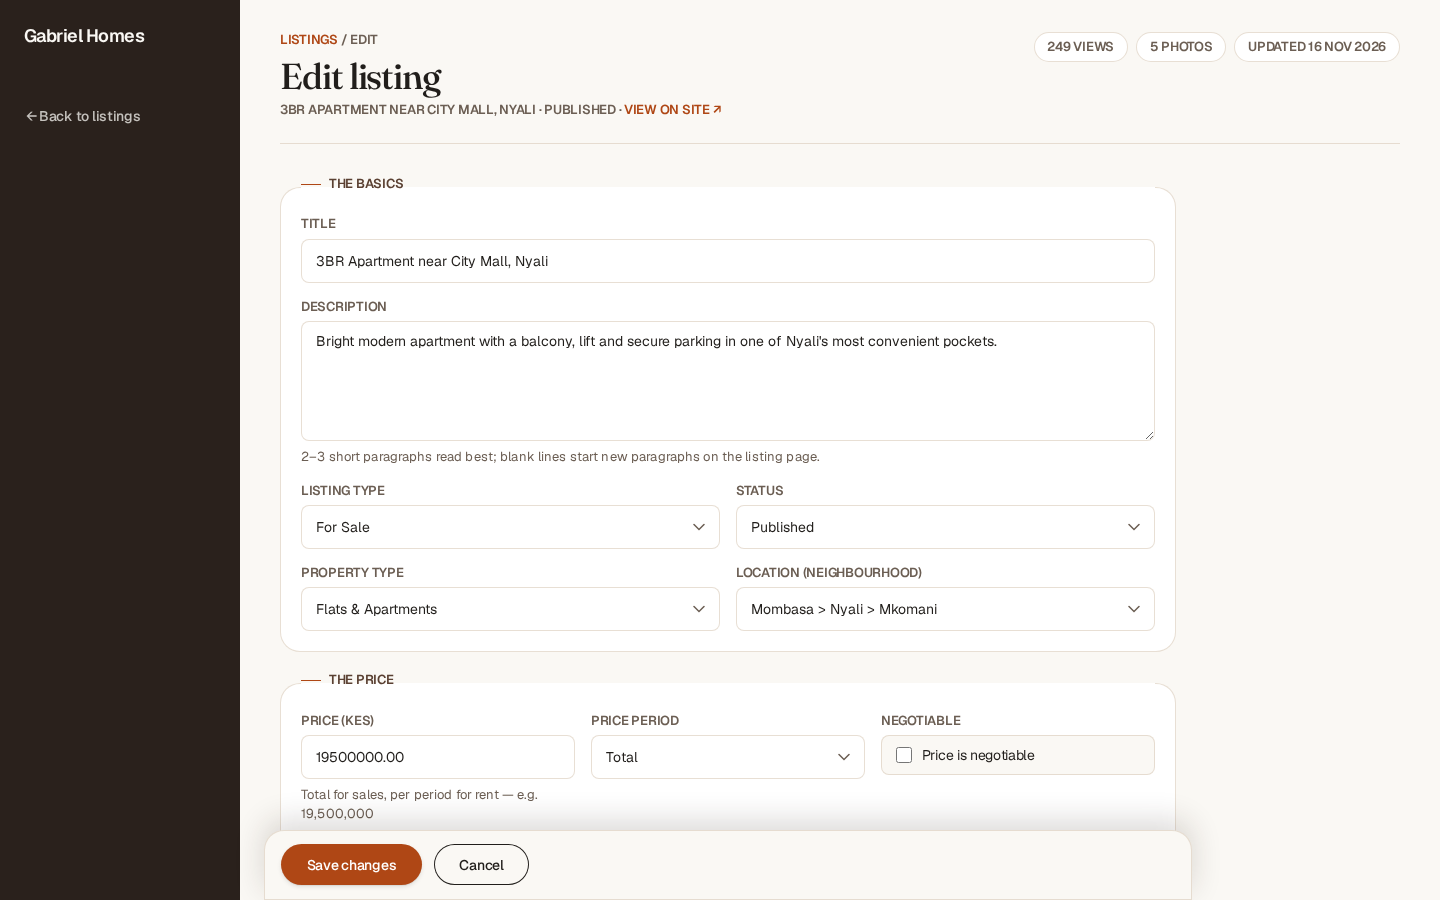 Gabriel Homes
← Back to listings
LISTINGS / EDIT
Edit listing
3BR APARTMENT NEAR CITY MALL, NYALI · PUBLISHED · VIEW ON SITE ↗
249 VIEWS
5 PHOTOS
UPDATED 16 NOV 2026
THE BASICS
TITLE
3BR Apartment near City Mall, Nyali
DESCRIPTION
Bright modern apartment with a balcony, lift and secure parking in one of Nyali's most convenient pockets.
2–3 short paragraphs read best; blank lines start new paragraphs on the listing page.
LISTING TYPE
STATUS
For Sale
Published
PROPERTY TYPE
LOCATION (NEIGHBOURHOOD)
Flats & Apartments
Mombasa > Nyali > Mkomani
THE PRICE
PRICE (KES)
PRICE PERIOD
NEGOTIABLE
19500000.00
Total
Price is negotiable
Total for sales, per period for rent — e.g.
19,500,000
Save changes
Cancel